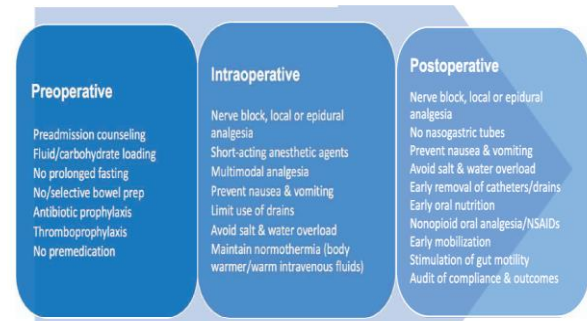 Preoperative
Preadmission counseling
Fluid/carbohydrate loading
No prolonged fasting
No/selective bowel prep
Antibiotic prophylaxis
Thromboprophylaxis
No premedication
Intraoperative
Nerve block, local or epidural
analgesia
Short-acting anesthetic agents
Multimodal analgesia
Prevent nausea & vomiting
Limit use of drains
Avoid salt & water overload
Maintain normothermia (body
warmer/warm intravenous fluids)
Postoperative
Nerve block, local or epidural
analgesia
No nasogastric tubes
Prevent nausea & vomiting
Avoid salt & water overload
Early removal of catheters/drains
Early oral nutrition
Nonopioid oral analgesia/NSAIDs
Early mobilization
Stimulation of gut motility
Audit of compliance & outcomes